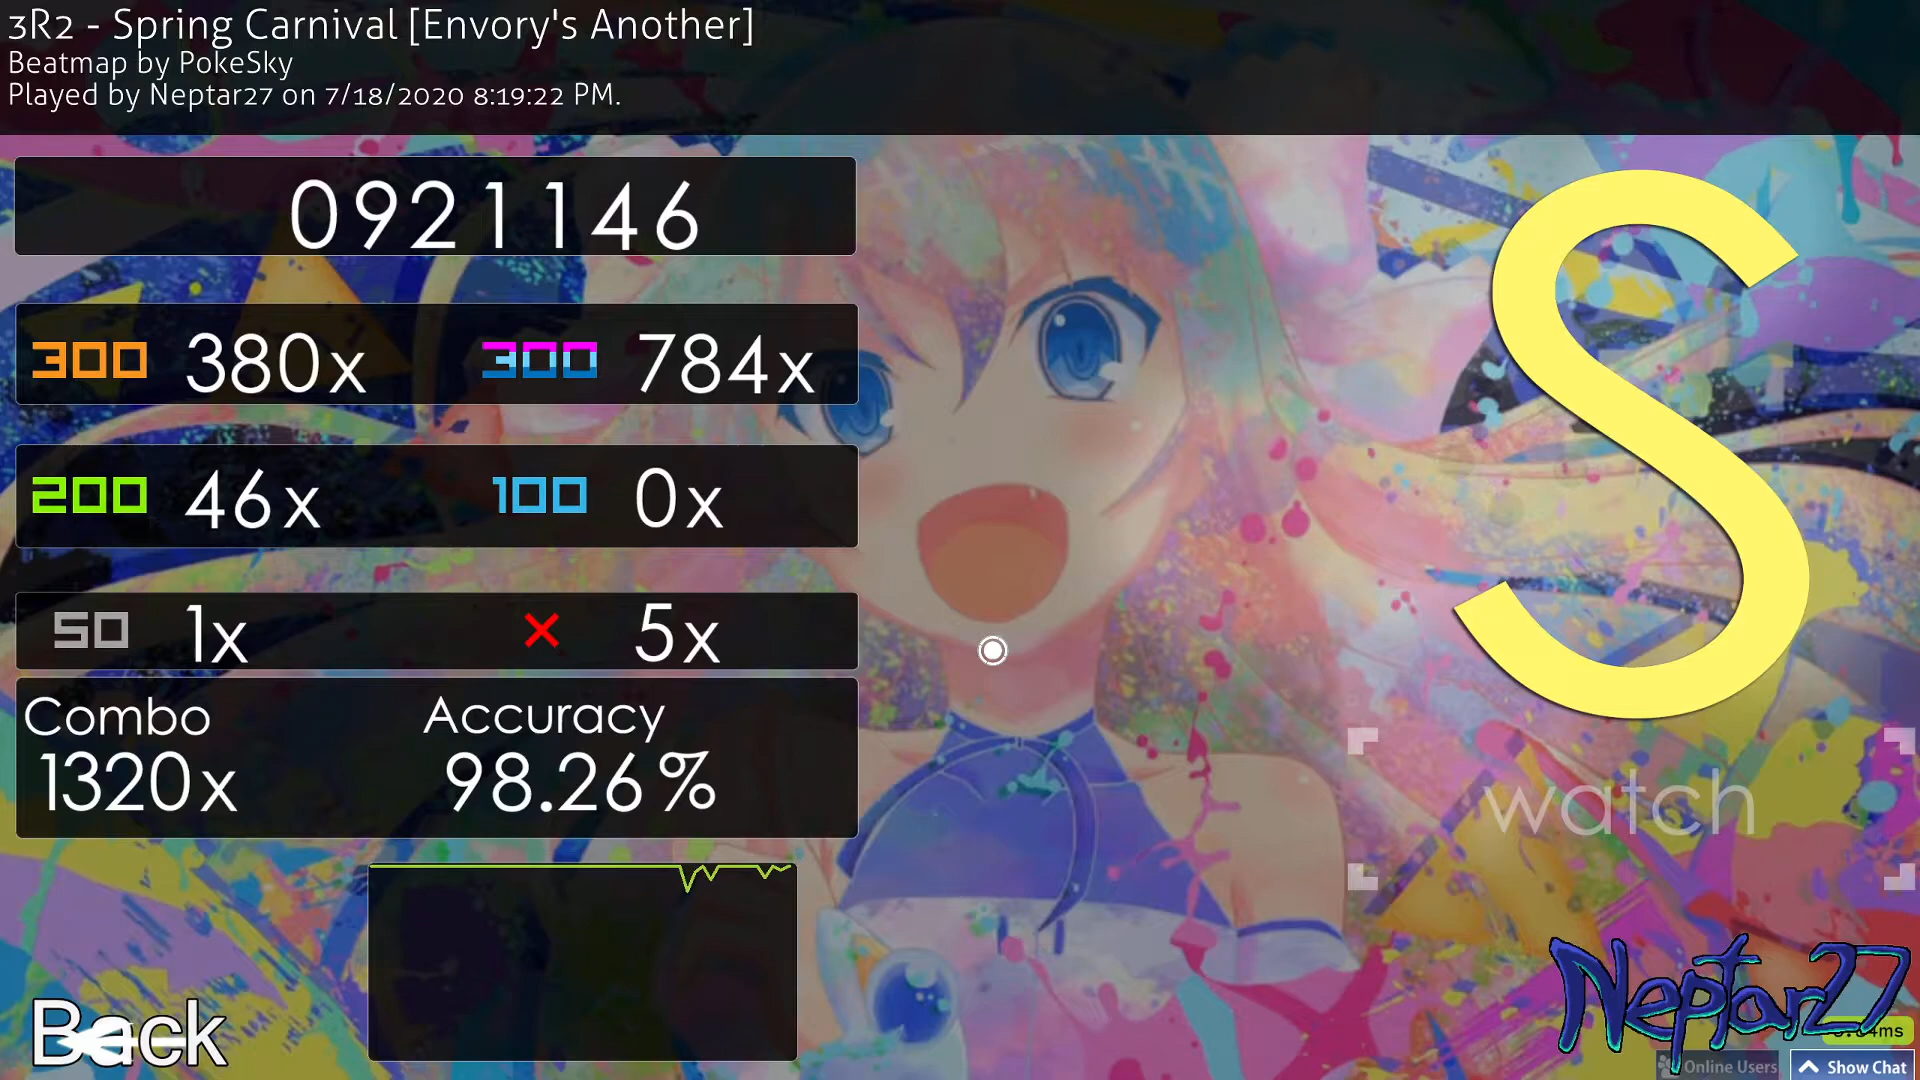 3R2 - Spring Carnival [Envory's Another]
Beatmap by PokeSky
Played by Neptar27 on 7/18/2020 8:19:22 PM.
0921146
300 380x 300 784x
200 46x 100 0x
50 1x X 5x
Combo Accuracy
1320x 98.26%
watch
Back
Neptar27
Online Users
Show Chat